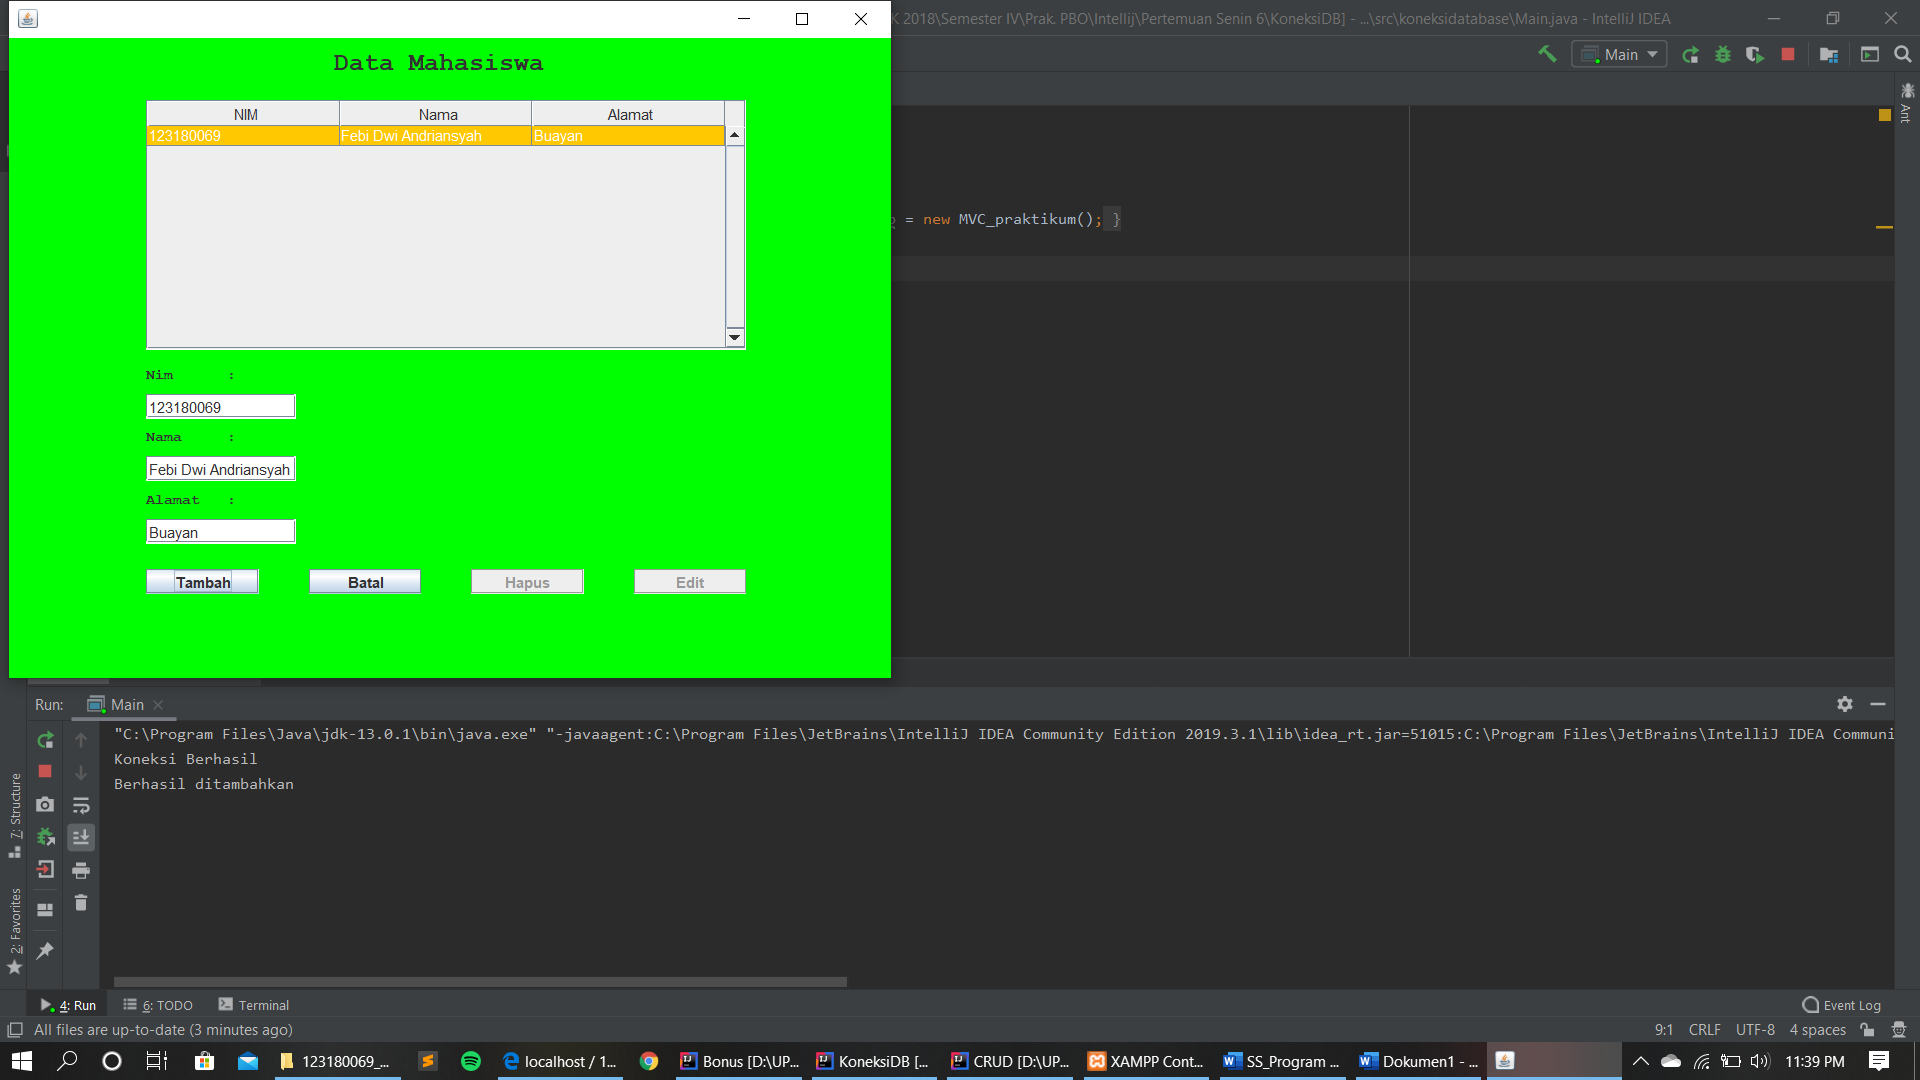 K 2018\Semester IV\Prak. PBO\Intellij\Pertemuan Senin 6\KoneksiDB] - ...\src\koneksidatabase\Main.java - IntelliJ IDEA
Main
Data Mahasiswa
NIM Nama Alamat
123180069 Febi Dwi Andriansyah Buayan
= new MVC_praktikum(); }
Nim :
123180069
Nama :
Febi Dwi Andriansyah
Alamat :
Buayan
Tambah Batal Hapus Edit
Ant
Run: Main
"C:\Program Files\Java\jdk-13.0.1\bin\java.exe" "-javaagent:C:\Program Files\JetBrains\IntelliJ IDEA Community Edition 2019.3.1\lib\idea_rt.jar=51015:C:\Program Files\JetBrains\IntelliJ IDEA Communi
Koneksi Berhasil
Berhasil ditambahkan
7: Structure
2: Favorites
4: Run 6: TODO Terminal Event Log
All files are up-to-date (3 minutes ago) 9:1 CRLF UTF-8 4 spaces
123180069_... localhost / 1... Bonus [D:\UP... KoneksiDB [... CRUD [D:\UP... XAMPP Cont... SS_Program ... Dokumen1 - ... 11:39 PM